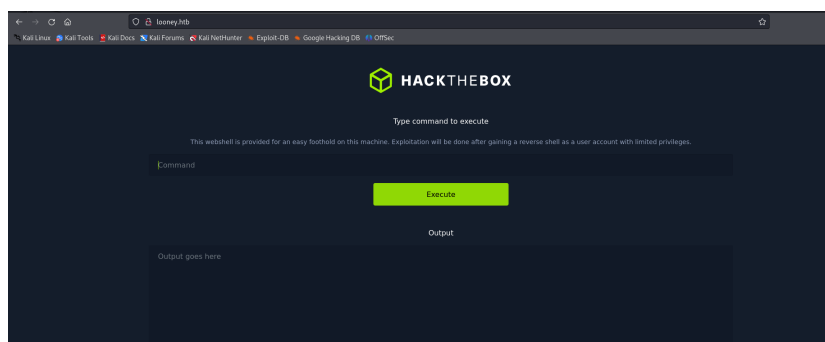 looney.htb
Kali Linux Kali Tools Kali Docs Kali Forums Kali NetHunter Exploit-DB Google Hacking DB OffSec
HACKTHEBOX
Type command to execute
This webshell is provided for an easy foothold on this machine. Exploitation will be done after gaining a reverse shell as a user account with limited privileges.
Command
Execute
Output
Output goes here